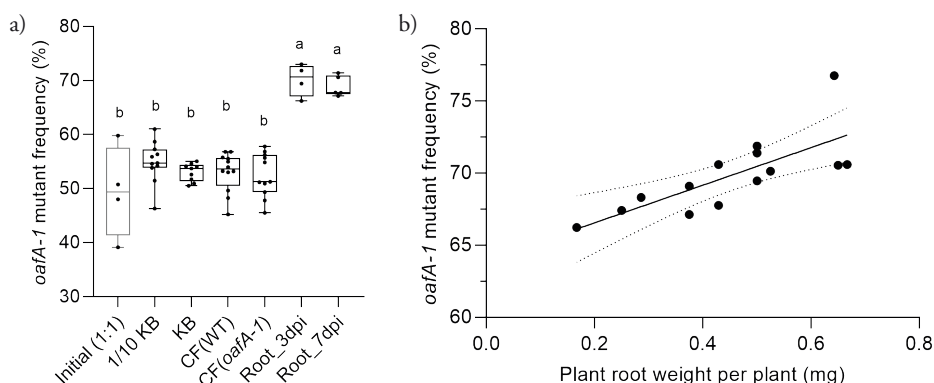 a)
oafA-1 mutant frequency (%)
80
70
60
50
40
30
b
b
b
b
b
a
a
Initial (1:1)
1/10 KB
KB
CF(WT)
CF(oafA-1)
Root_3dpi
Root_7dpi
b)
oafA-1 mutant frequency (%)
80
75
70
65
60
0.0 0.2 0.4 0.6 0.8
Plant root weight per plant (mg)